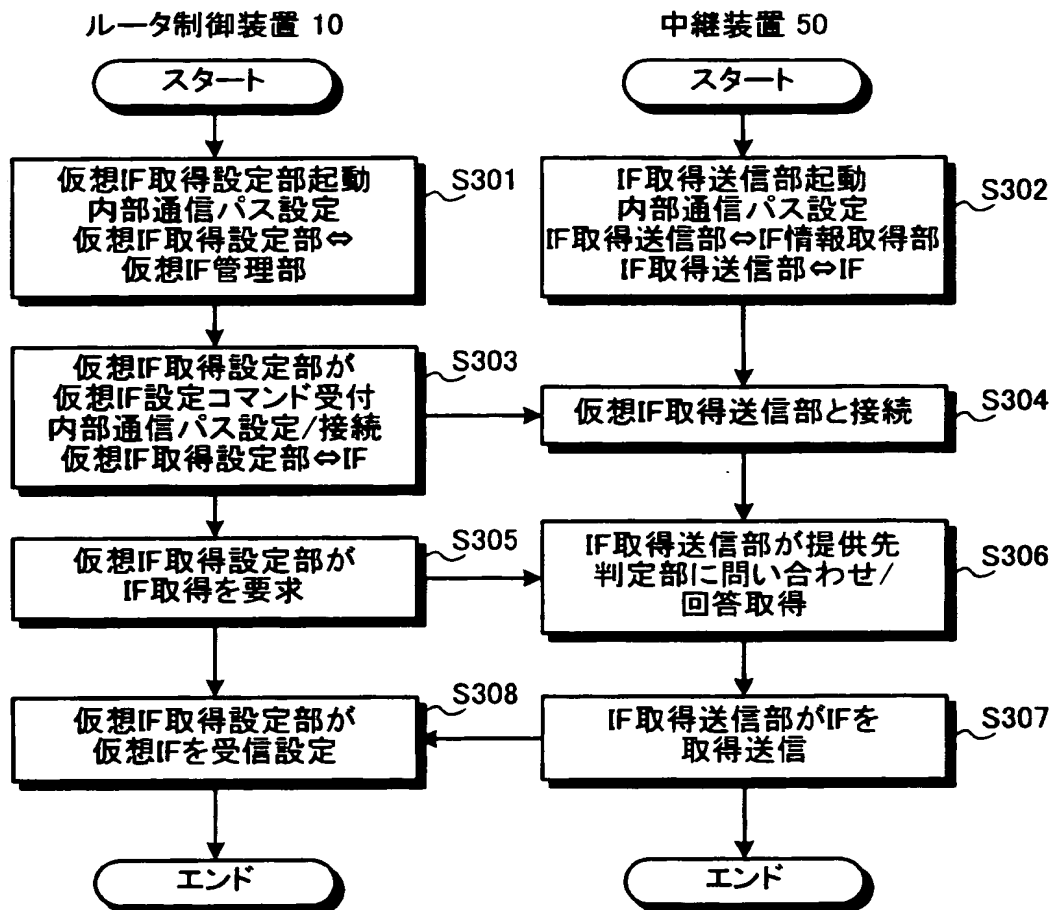 ルータ制御装置 10
中継装置 50
スタート
スタート
仮想IF取得設定部起動
内部通信パス設定
仮想IF取得設定部⇔
仮想IF管理部
S301
IF取得送信部起動
内部通信パス設定
IF取得送信部⇔IF情報取得部
IF取得送信部⇔IF
S302
仮想IF取得設定部が
仮想IF設定コマンド受付
内部通信パス設定/接続
仮想IF取得設定部⇔IF
S303
仮想IF取得送信部と接続
S304
仮想IF取得設定部が
IF取得を要求
S305
IF取得送信部が提供先
判定部に問い合わせ/
回答取得
S306
仮想IF取得設定部が
仮想IFを受信設定
S308
IF取得送信部がIFを
取得送信
S307
エンド
エンド